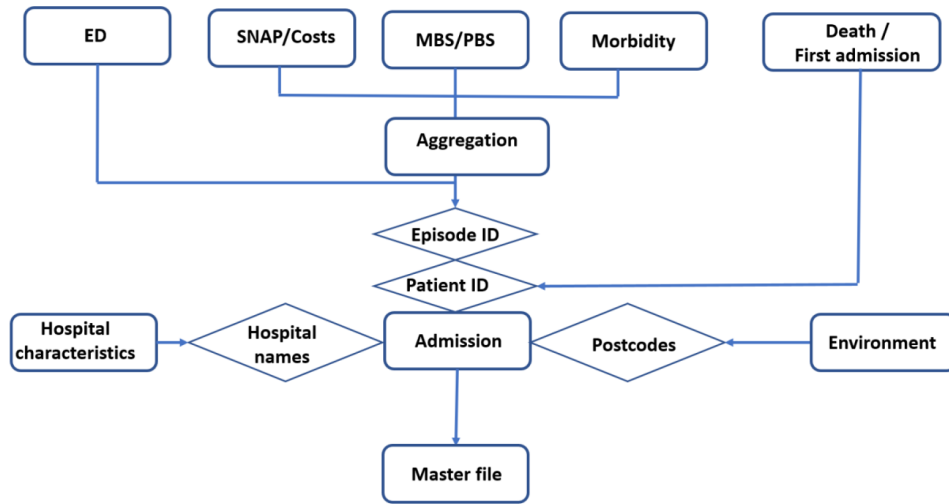 ED
SNAP/Costs
MBS/PBS
Morbidity
Death /
First admission
Aggregation
Episode ID
Patient ID
Hospital
characteristics
Hospital
names
Admission
Postcodes
Environment
Master file